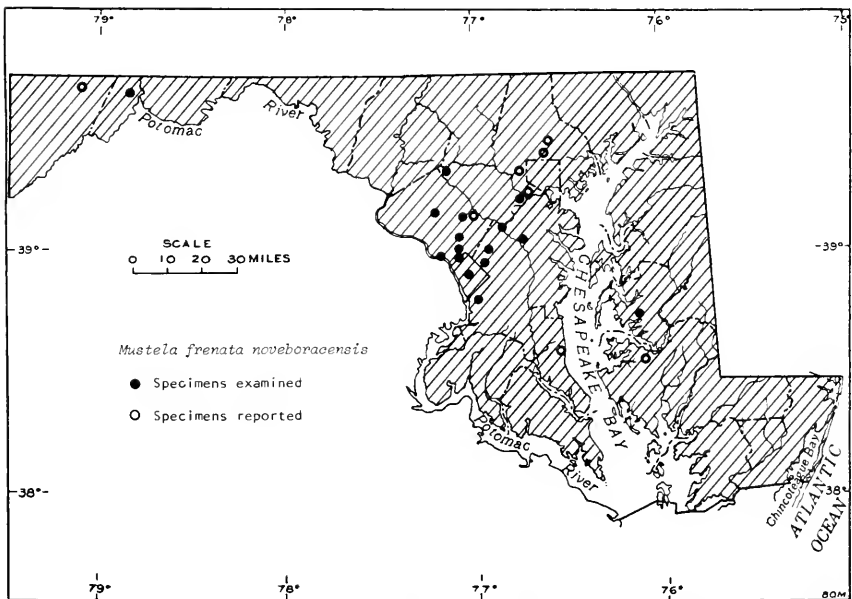 79° 78° 77° 76° 75°
Potomac
River
39°
SCALE
0 10 20 30 MILES
-39°
CHESAPEAKE BAY
Mustela frenata noveboracensis
● Specimens examined
○ Specimens reported
Potomac
River
-38°-
Chincoteague Bay
ATLANTIC
OCEAN
38°
79° 78° 77° 76°